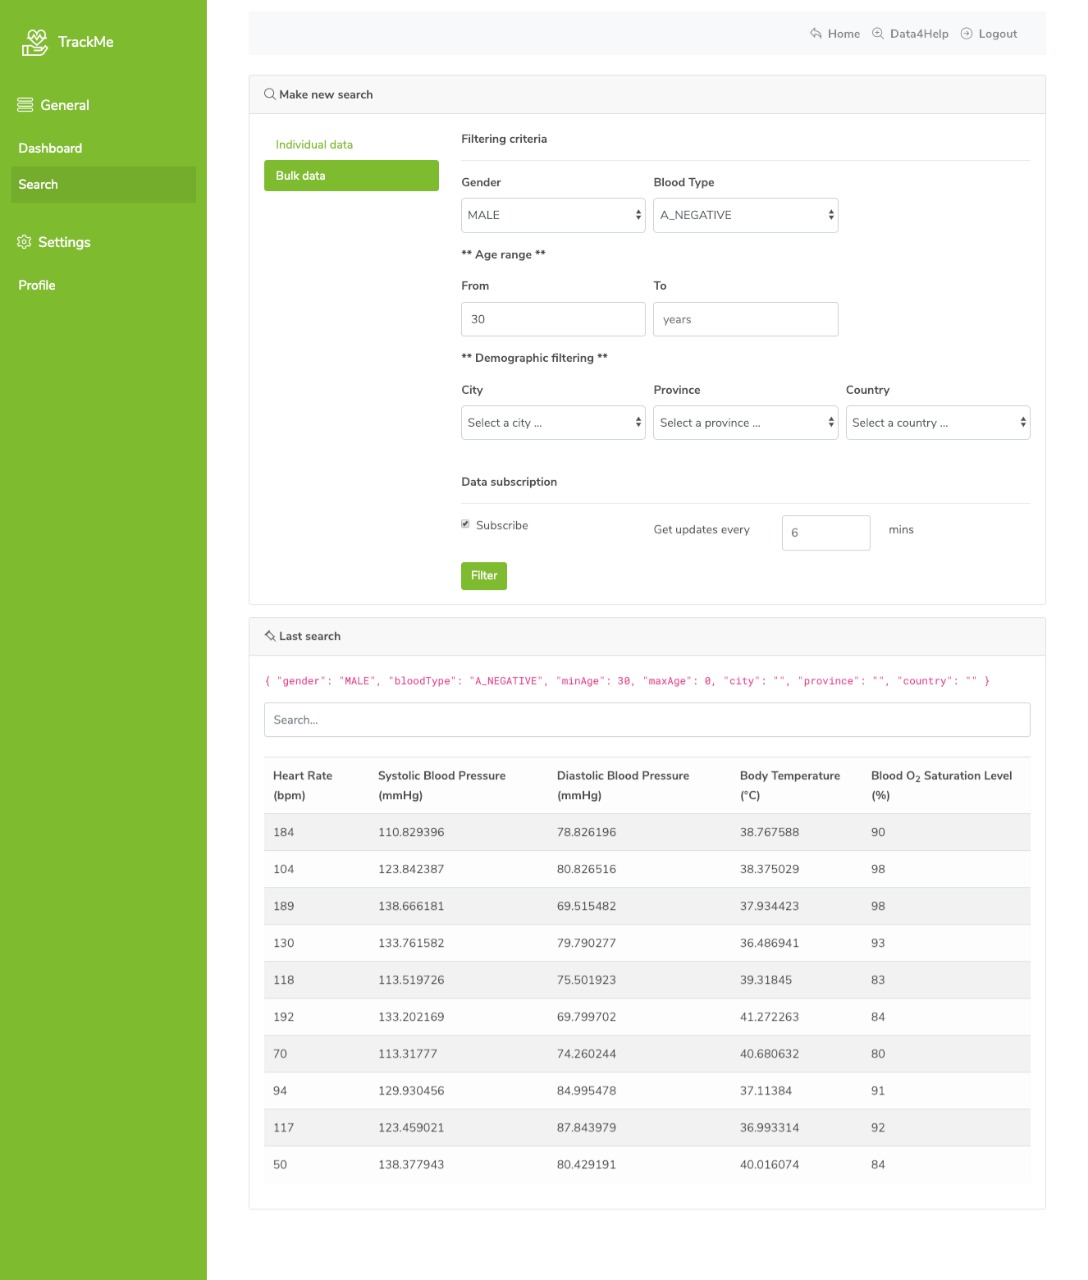 TrackMe
General
Dashboard
Search
Settings
Profile
Home Data4Help Logout
Make new search
Individual data
Bulk data
Filtering criteria
Gender Blood Type
MALE A_NEGATIVE
** Age range **
From To
30 years
** Demographic filtering **
City Province Country
Select a city ... Select a province ... Select a country ...
Data subscription
Subscribe Get updates every 6 mins
Filter
Last search
{ "gender": "MALE", "bloodType": "A_NEGATIVE", "minAge": 30, "maxAge": 0, "city": "", "province": "", "country": "" }
Search...
Heart Rate Systolic Blood Pressure Diastolic Blood Pressure Body Temperature Blood O₂ Saturation Level
(bpm) (mmHg) (mmHg) (°C) (%)
184 110.829396 78.826196 38.767588 90
104 123.842387 80.826516 38.375029 98
189 138.666181 69.515482 37.934423 98
130 133.761582 79.790277 36.486941 93
118 113.519726 75.501923 39.31845 83
192 133.202169 69.799702 41.272263 84
70 113.31777 74.260244 40.680632 80
94 129.930456 84.995478 37.11384 91
117 123.459021 87.843979 36.993314 92
50 138.377943 80.429191 40.016074 84